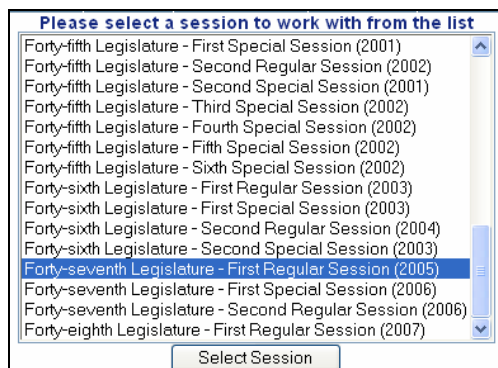 Please select a session to work with from the list
Forty-fifth Legislature - First Special Session (2001)
Forty-fifth Legislature - Second Regular Session (2002)
Forty-fifth Legislature - Second Special Session (2001)
Forty-fifth Legislature - Third Special Session (2002)
Forty-fifth Legislature - Fourth Special Session (2002)
Forty-fifth Legislature - Fifth Special Session (2002)
Forty-fifth Legislature - Sixth Special Session (2002)
Forty-sixth Legislature - First Regular Session (2003)
Forty-sixth Legislature - First Special Session (2003)
Forty-sixth Legislature - Second Regular Session (2004)
Forty-sixth Legislature - Second Special Session (2003)
Forty-seventh Legislature - First Regular Session (2005)
Forty-seventh Legislature - First Special Session (2006)
Forty-seventh Legislature - Second Regular Session (2006)
Forty-eighth Legislature - First Regular Session (2007)
Select Session